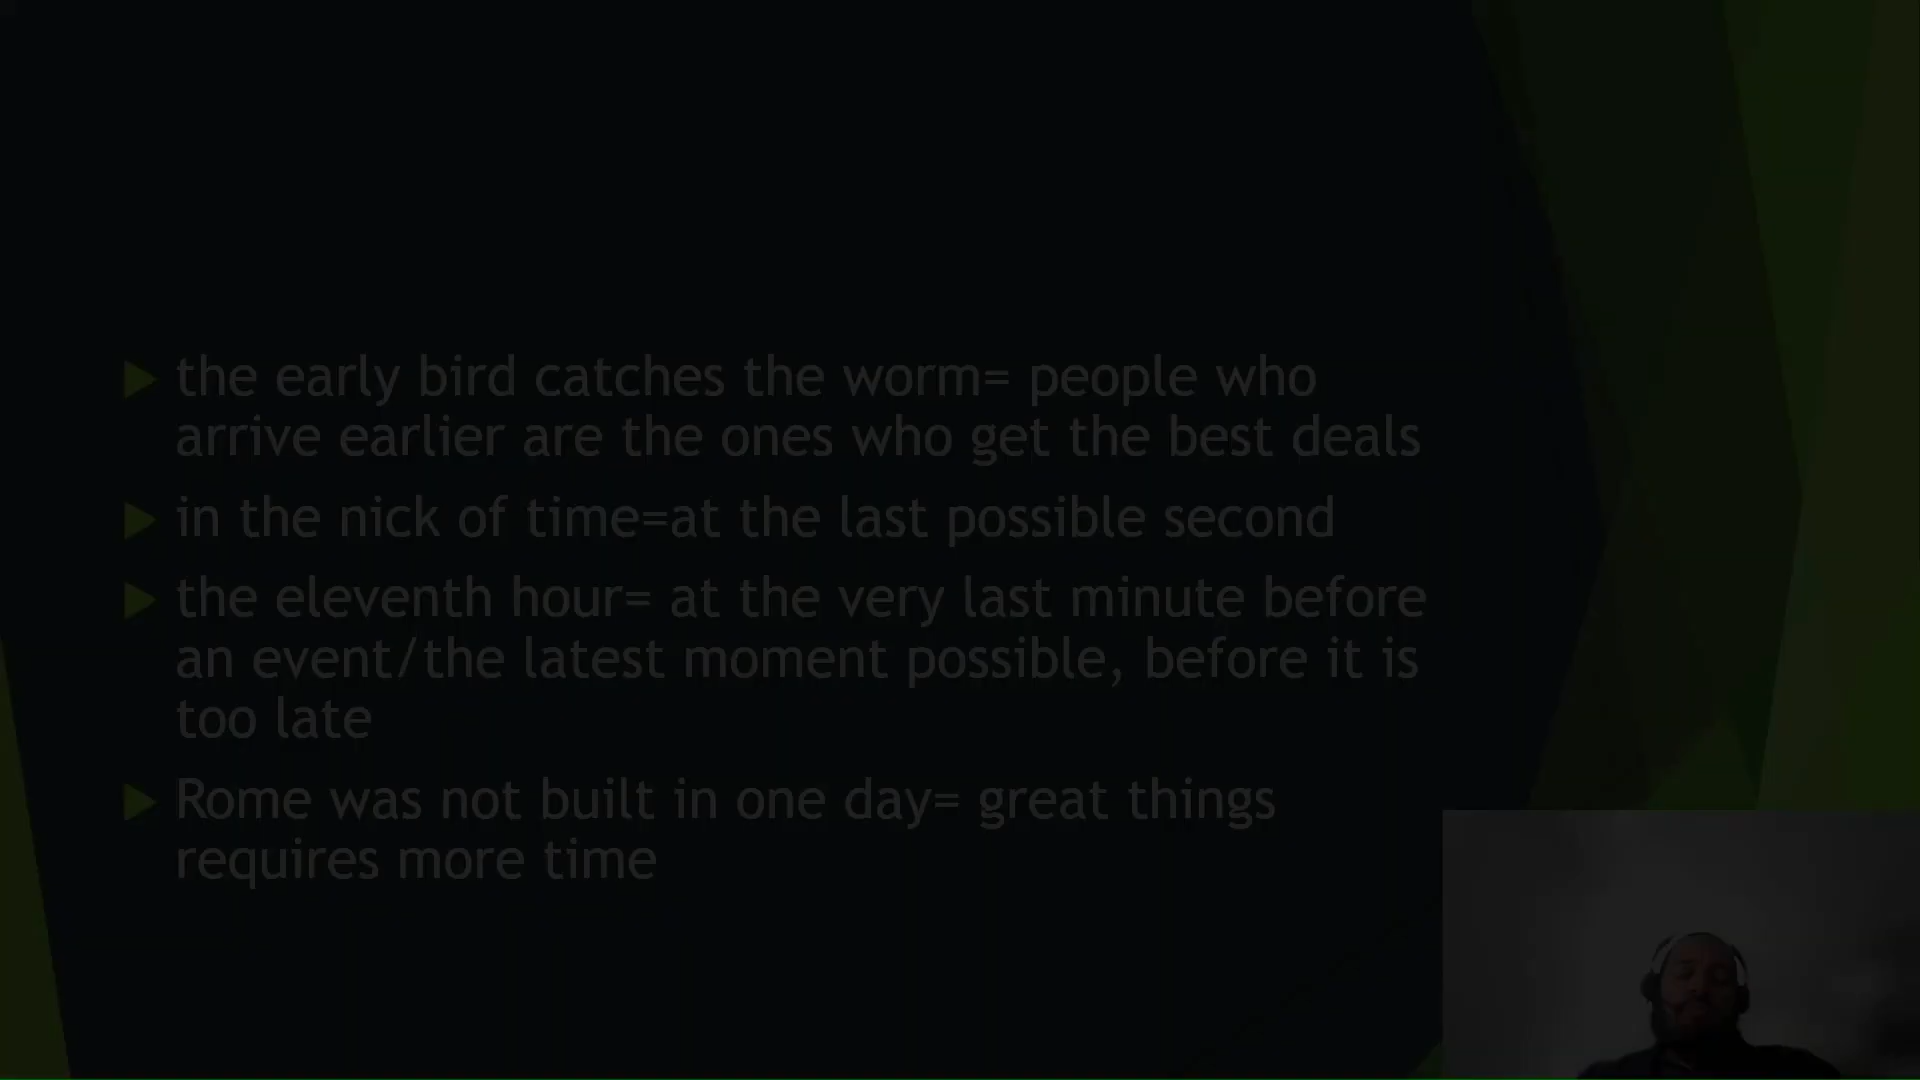 the early bird catches the worm= people who
arrive earlier are the ones who get the best deals
in the nick of time=at the last possible second
the eleventh hour= at the very last minute before
an event/the latest moment possible, before it is
too late
Rome was not built in one day= great things
requires more time